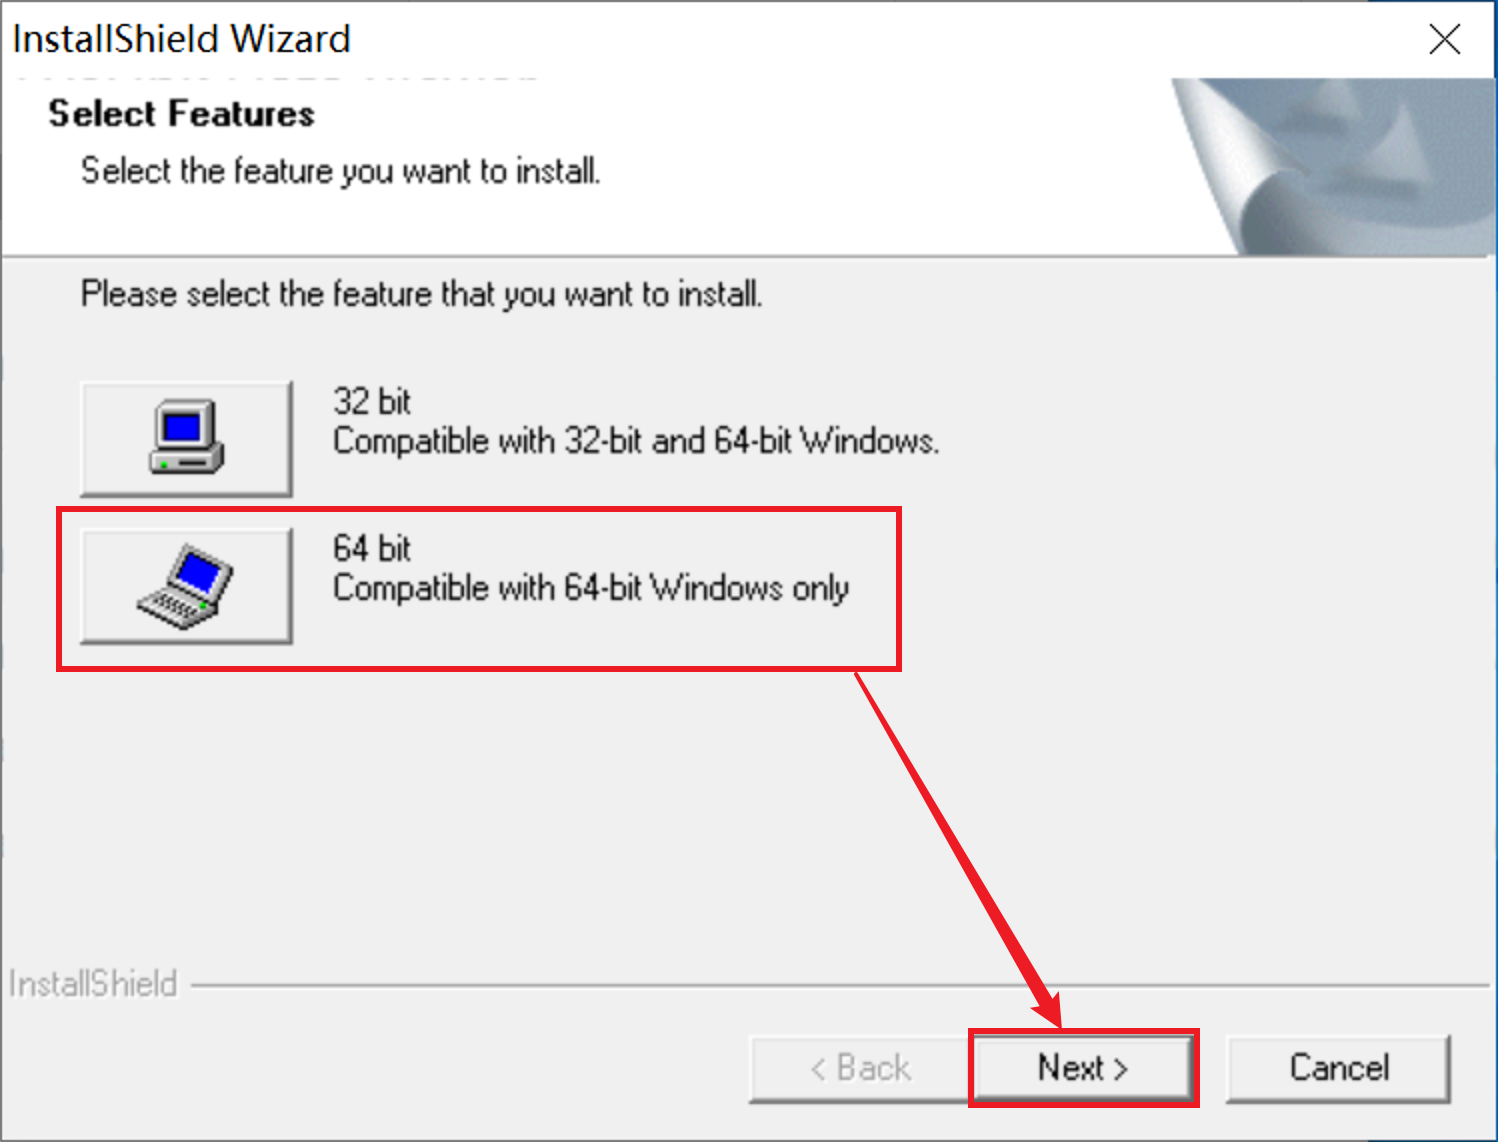 InstallShield Wizard
Select Features
Select the feature you want to install.
Please select the feature that you want to install.
32 bit
Compatible with 32-bit and 64-bit Windows.
64 bit
Compatible with 64-bit Windows only
InstallShield
< Back
Next >
Cancel